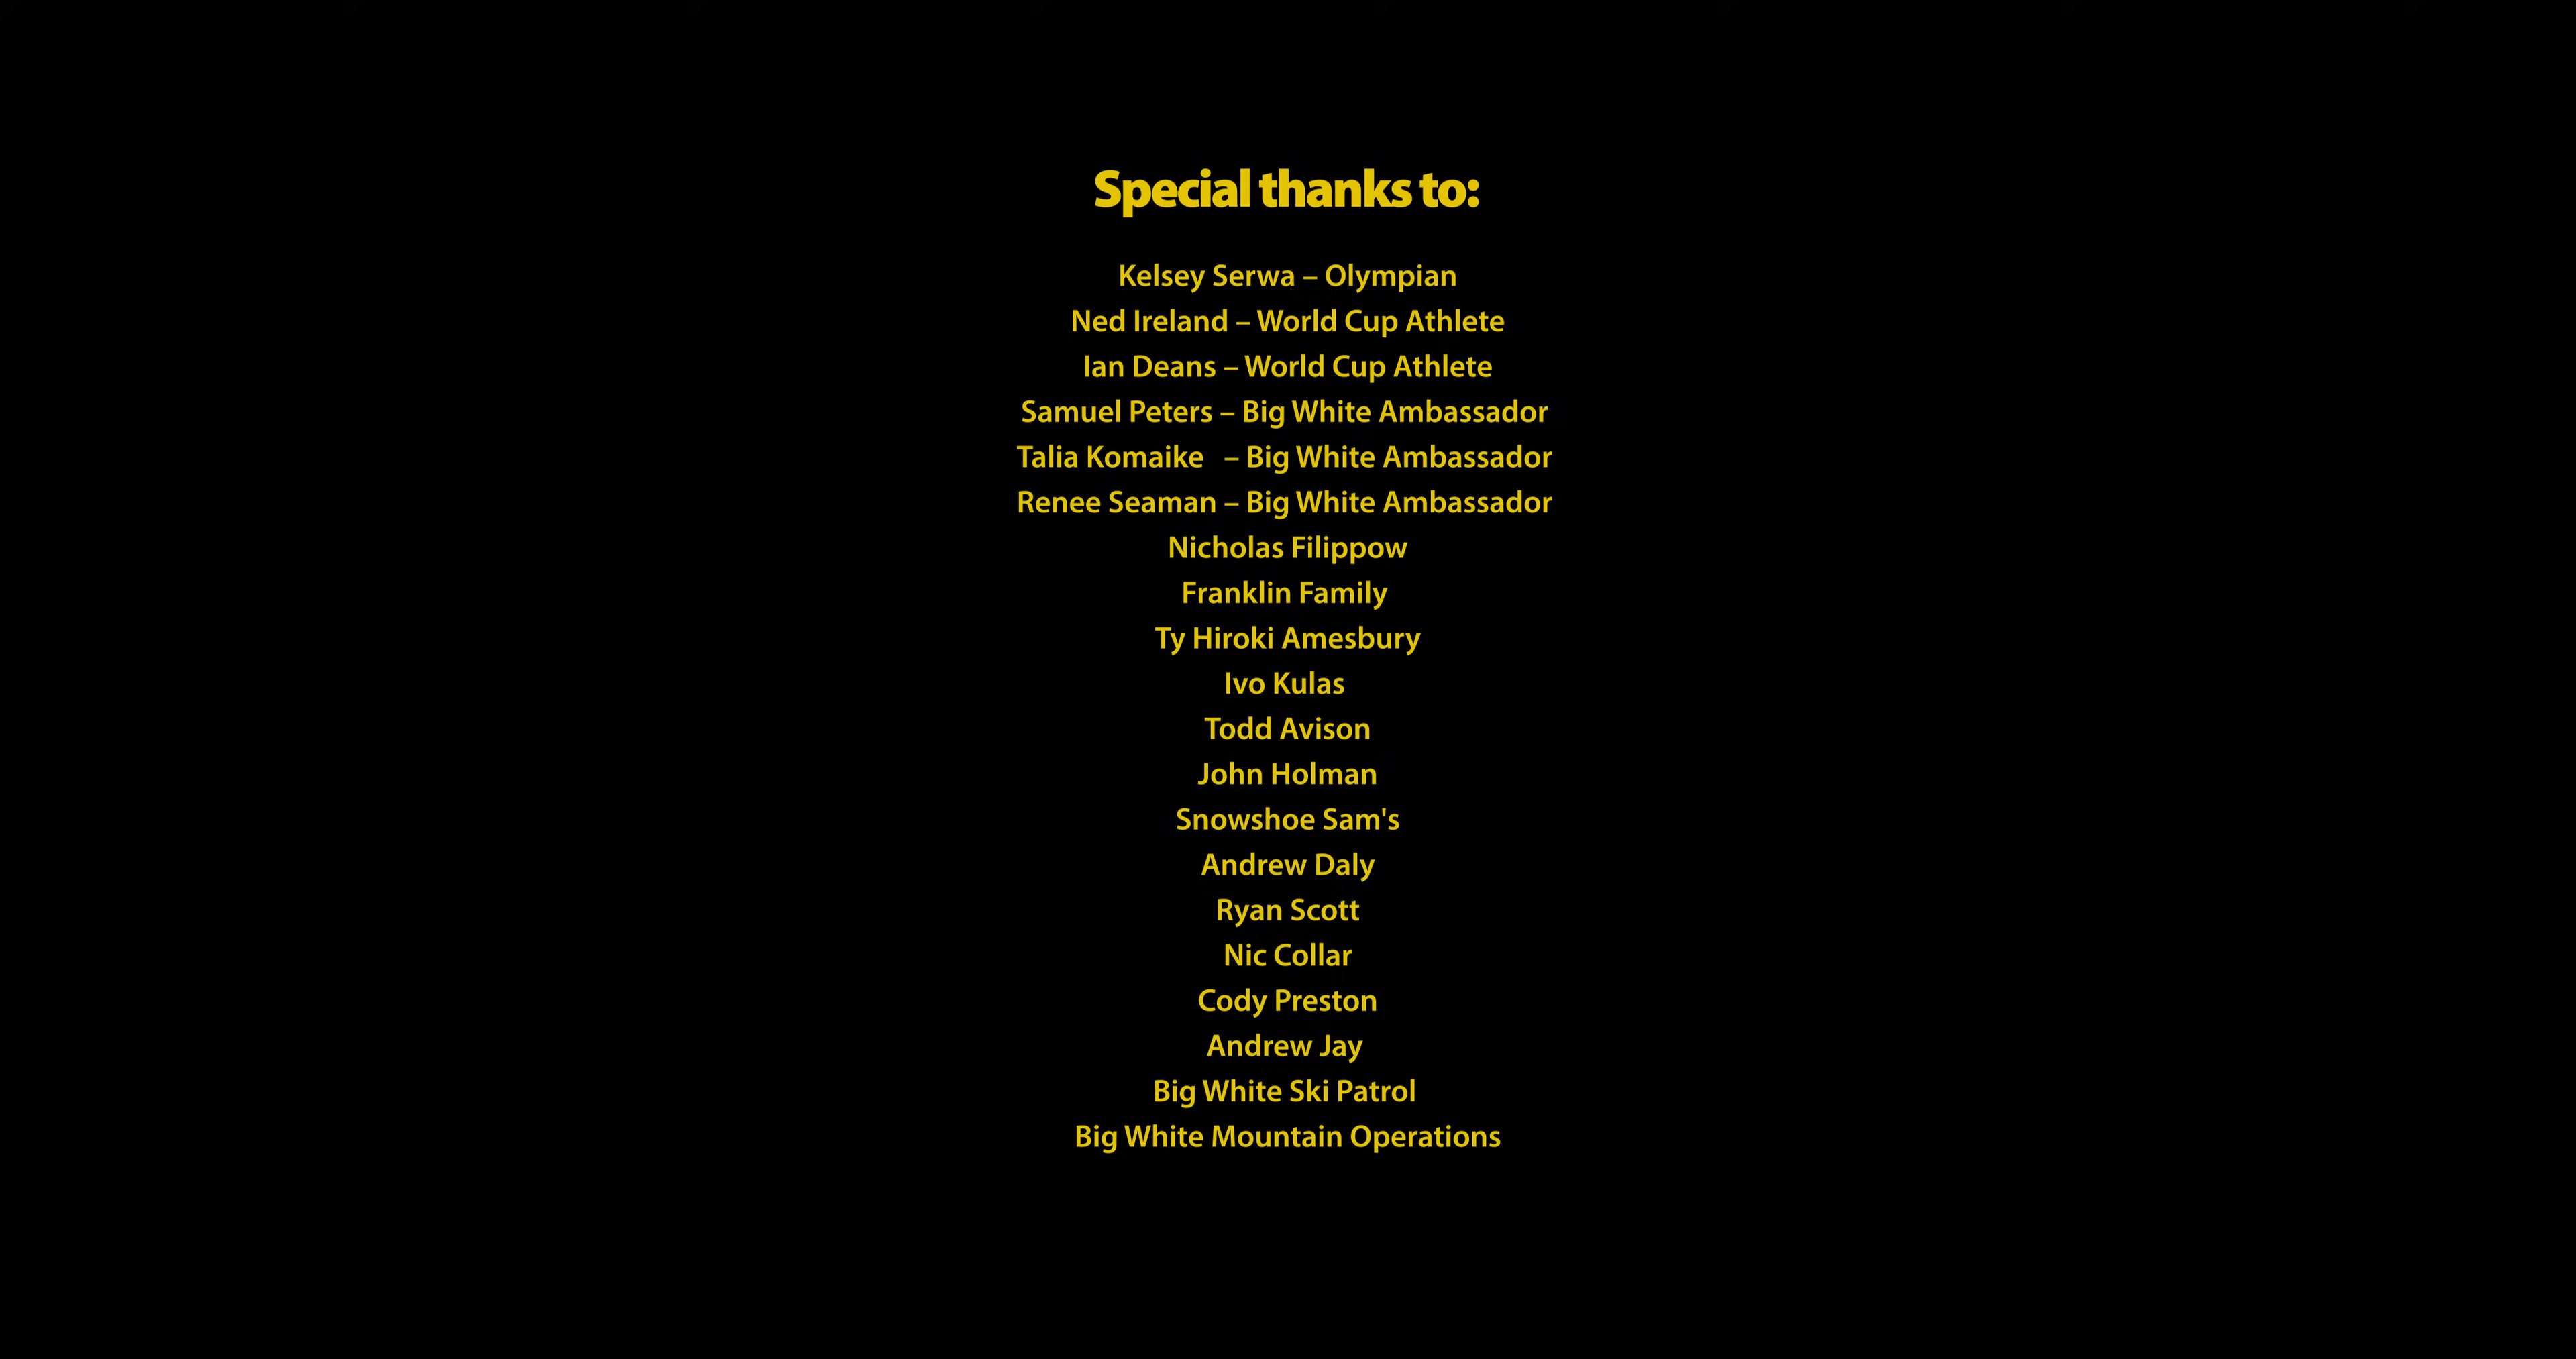 Special thanks to:
Kelsey Serwa – Olympian
Ned Ireland – World Cup Athlete
Ian Deans – World Cup Athlete
Samuel Peters – Big White Ambassador
Talia Komaike – Big White Ambassador
Renee Seaman – Big White Ambassador
Nicholas Filippow
Franklin Family
Ty Hiroki Amesbury
Ivo Kulas
Todd Avison
John Holman
Snowshoe Sam's
Andrew Daly
Ryan Scott
Nic Collar
Cody Preston
Andrew Jay
Big White Ski Patrol
Big White Mountain Operations